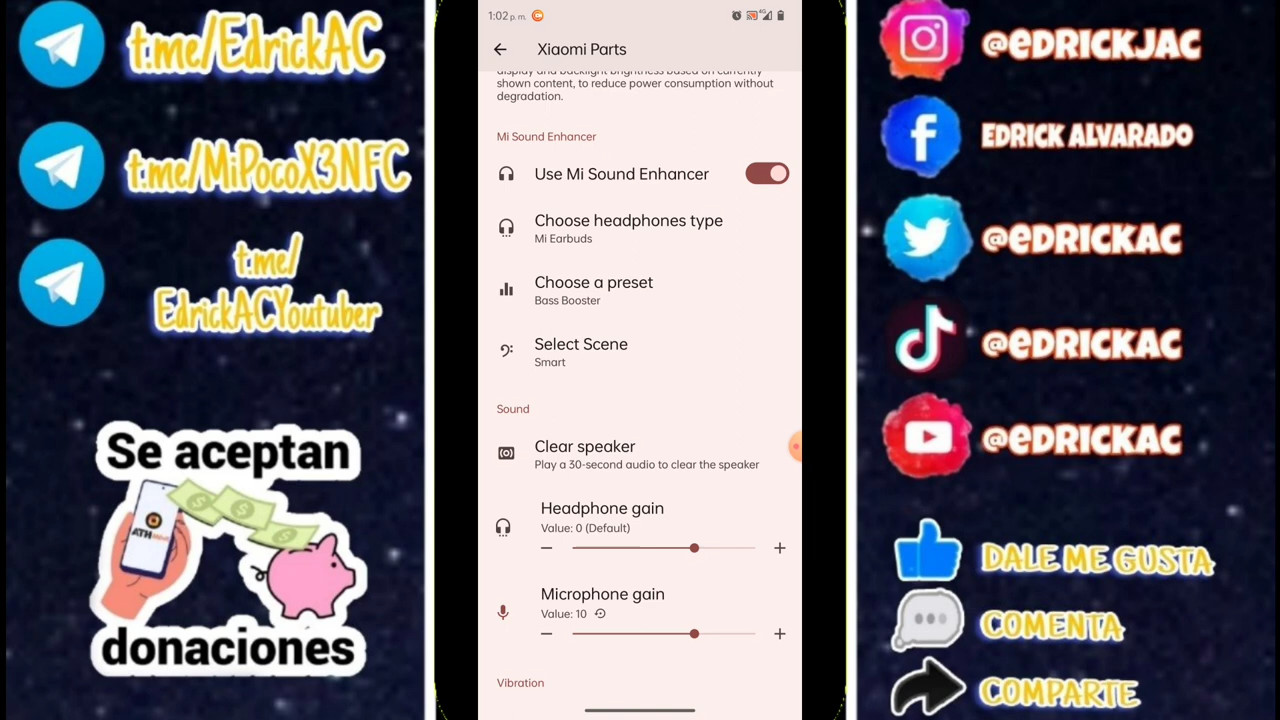 t.me/EdrickAC
t.me/MiPocoX3NFC
t.me/
EdrickACYoutuber
Se aceptan
ATH
donaciones
1:02 p. m.
4G
Xiaomi Parts
display and backlight brightness based on currently
shown content, to reduce power consumption without
degradation.
Mi Sound Enhancer
Use Mi Sound Enhancer
Choose headphones type
Mi Earbuds
Choose a preset
Bass Booster
Select Scene
Smart
Sound
Clear speaker
Play a 30-second audio to clear the speaker
Headphone gain
Value: 0 (Default)
Microphone gain
Value: 10
Vibration
@EDRICKJAC
EDRICK ALVARADO
@EDRICKAC
@EDRICKAC
@EDRICKAC
DALE ME GUSTA
COMENTA
COMPARTE